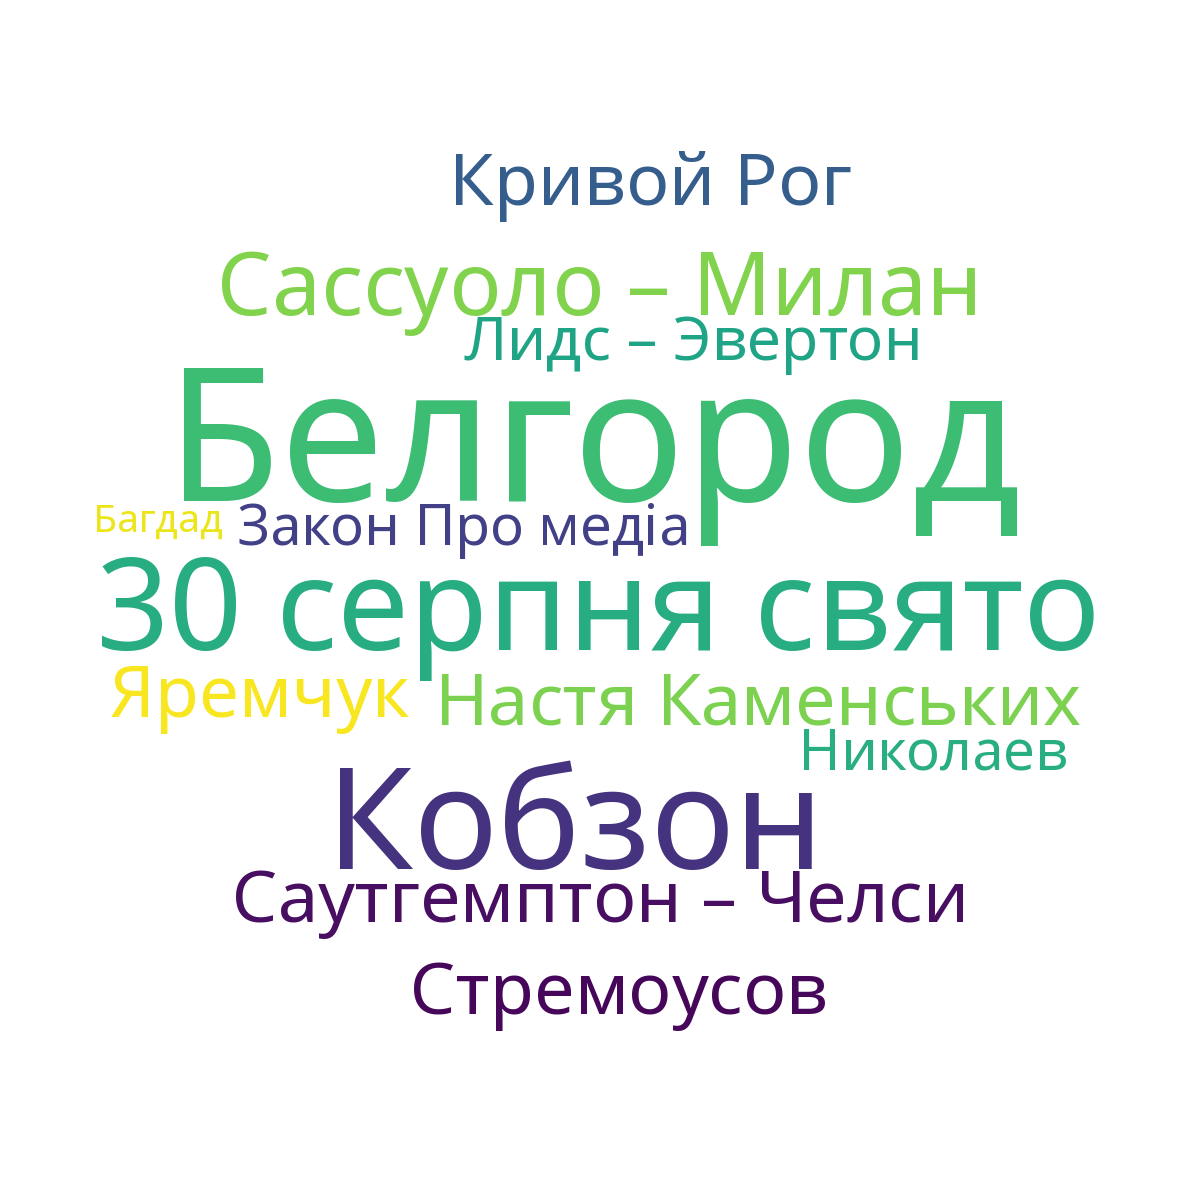 Кривой Рог
Сассуоло – Милан
Лидс – Эвертон
Белгород
Багдад
Закон Про медіа
30 серпня свято
Яремчук
Настя Каменських
Николаев
Кобзон
Саутгемптон – Челси
Стремоусов